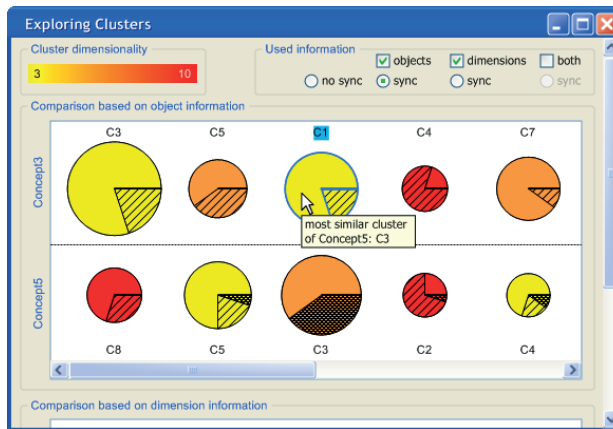 Exploring Clusters
Cluster dimensionality
3 10
Used information
objects dimensions both
no sync sync sync sync
Comparison based on object information
C3 C5 C1 C4 C7
Concept3
most similar cluster
of Concept5: C3
Concept5
C8 C5 C3 C2 C4
Comparison based on dimension information